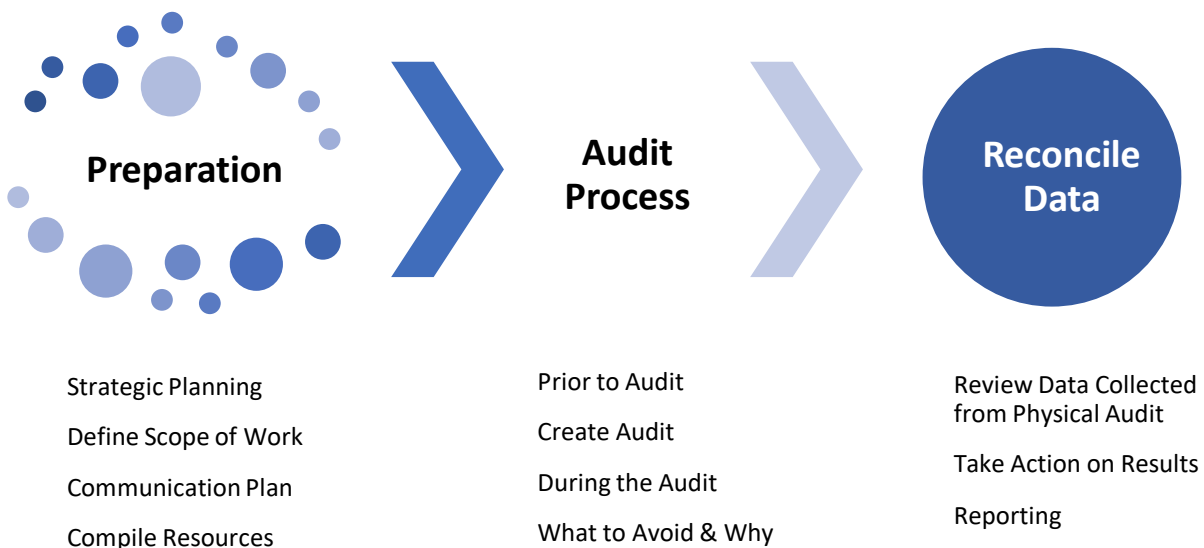 Preparation
Audit
Process
Reconcile
Data
Strategic Planning
Define Scope of Work
Communication Plan
Compile Resources
Prior to Audit
Create Audit
During the Audit
What to Avoid & Why
Review Data Collected
from Physical Audit
Take Action on Results
Reporting